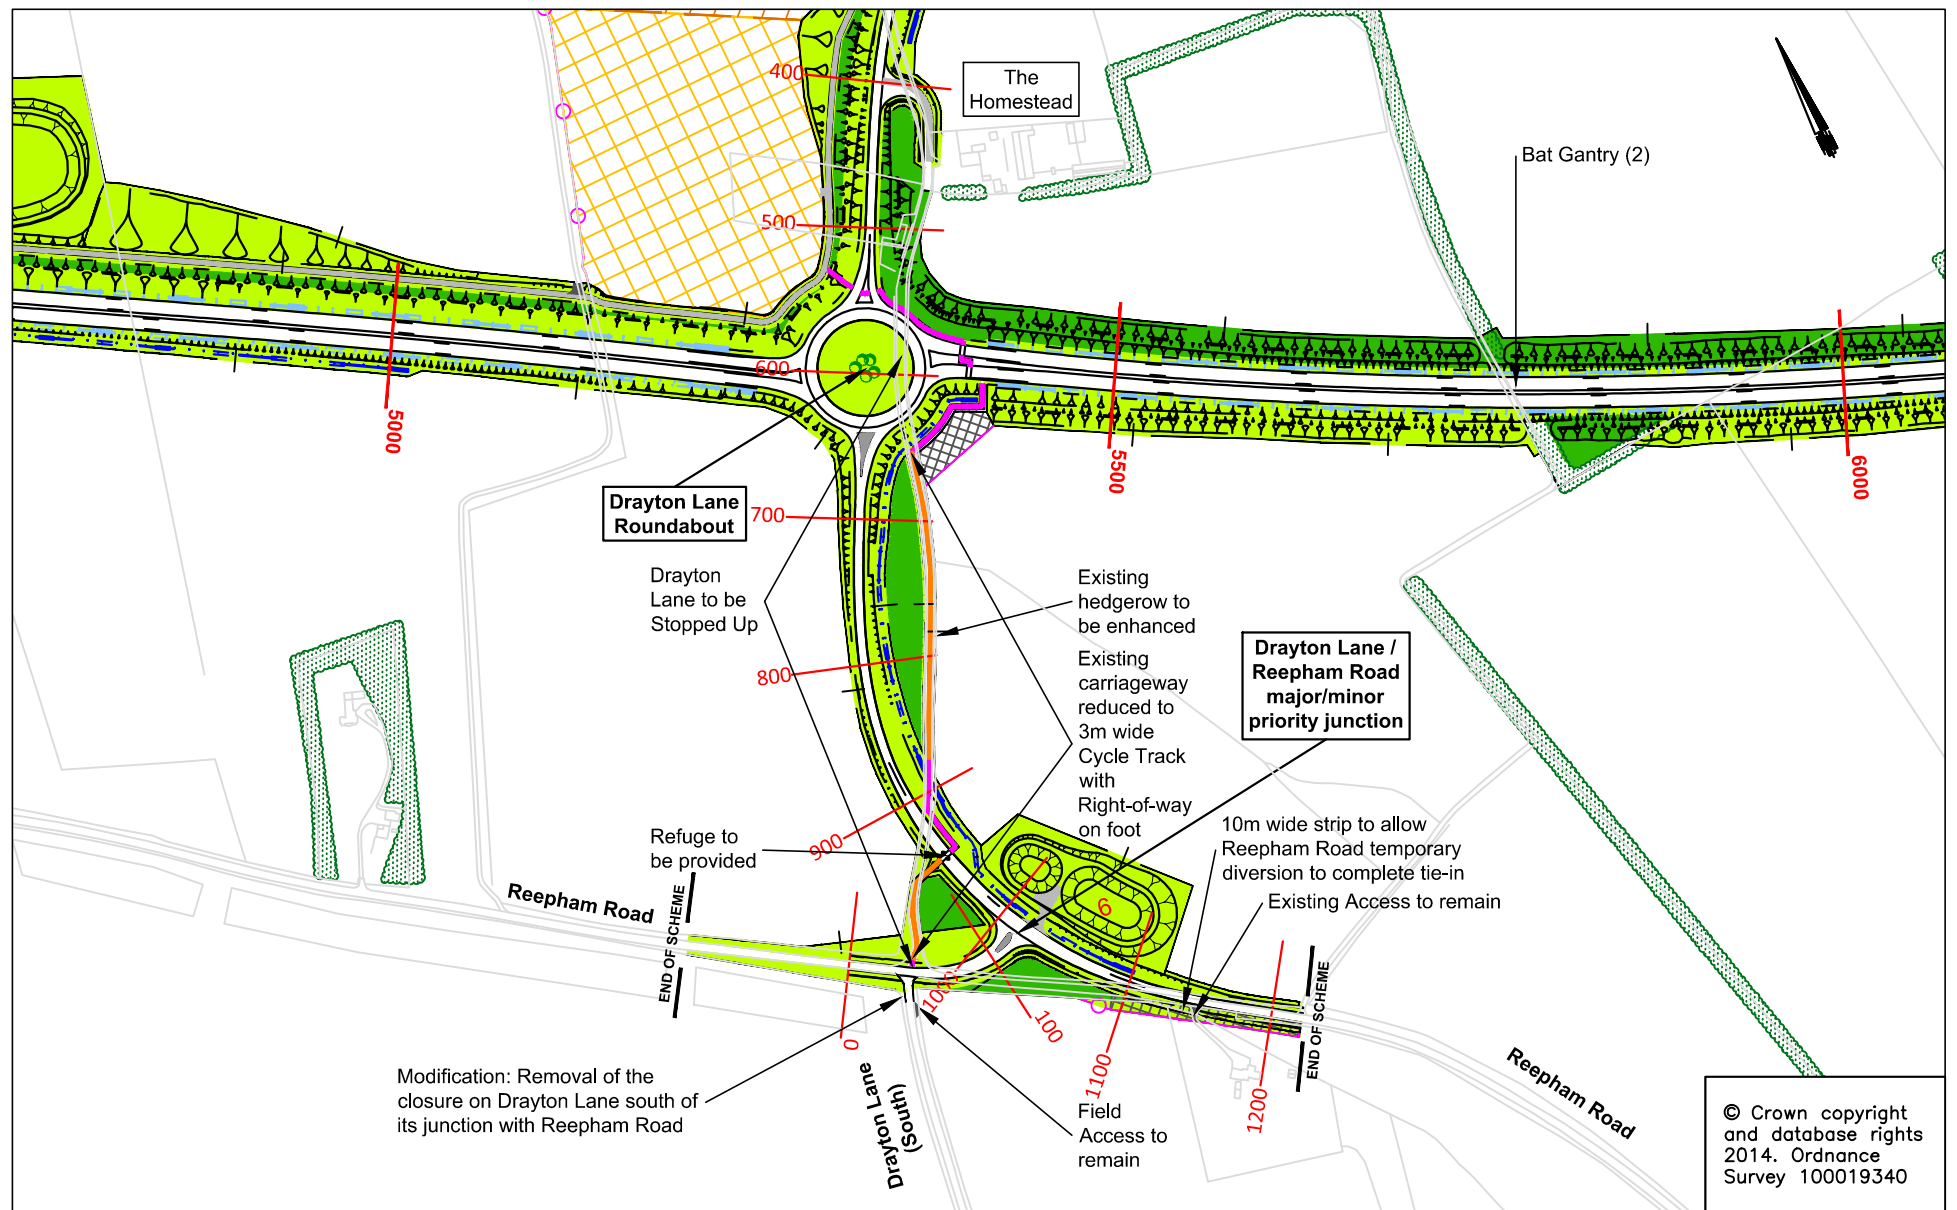 400
The
Homestead
Bat Gantry (2)
500
600
5000
5500
6000
Drayton Lane
Roundabout
700
Drayton
Lane to be
Stopped Up
Existing
hedgerow to
be enhanced
800
Existing
carriageway
reduced to
3m wide
Cycle Track
with
Right-of-way
on foot
Drayton Lane /
Reepham Road
major/minor
priority junction
Refuge to
be provided
900
10m wide strip to allow
Reepham Road temporary
diversion to complete tie-in
Existing Access to remain
Reepham Road
END OF SCHEME
6
1000
100
0
1100
1200
END OF SCHEME
Reepham Road
Modification: Removal of the
closure on Drayton Lane south of
its junction with Reepham Road
Drayton Lane
(South)
Field
Access to
remain
© Crown copyright
and database rights
2014. Ordnance
Survey 100019340